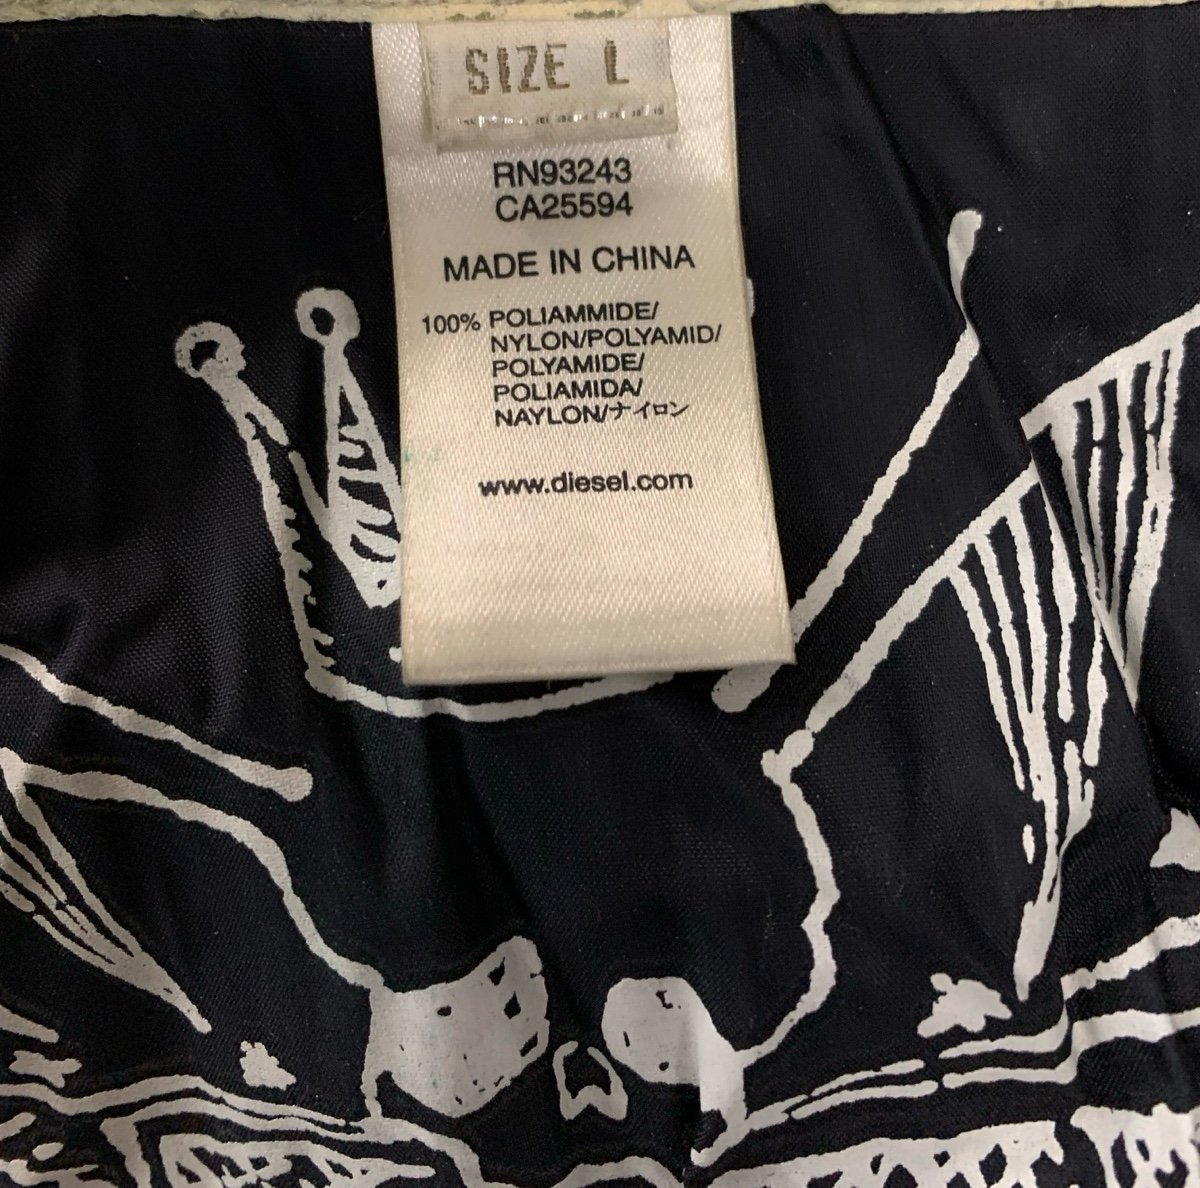 SIZE L
RN93243
CA25594
MADE IN CHINA
100% POLIAMMIDE/
NYLON/POLYAMID/
POLYAMIDE/
POLIAMIDA/
NAYLON/ナイロン
www.diesel.com